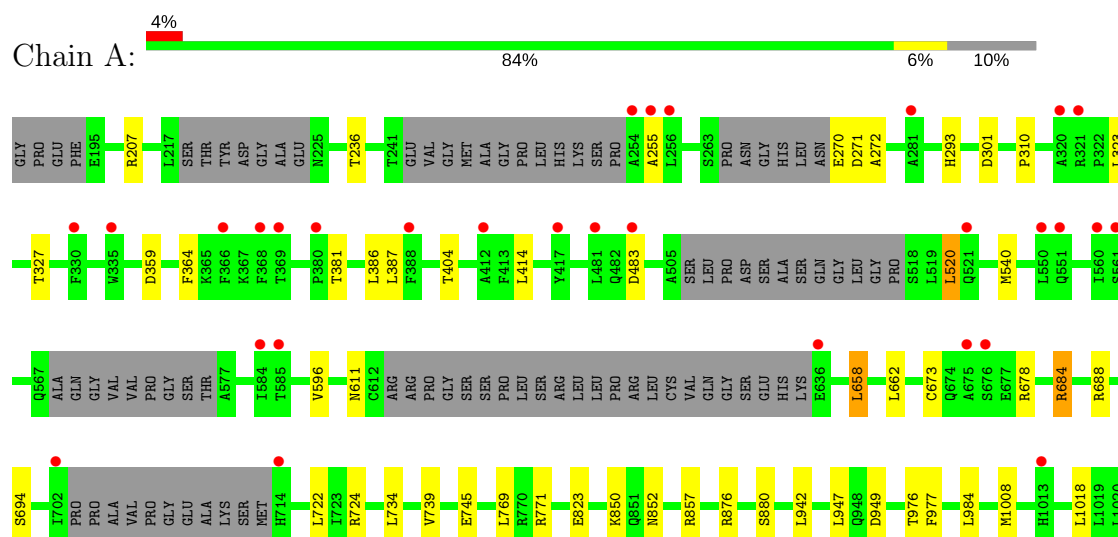 4%
Chain A:
84% 6% 10%
GLY PRO GLU PHE E195 R207 L217 SER THR TYR ASP GLY ALA GLU N225 T236 T241 GLU VAL GLY MET ALA GLY PRO LEU HIS LYS SER PRO A254 A255 L256 S263 PRO ASN GLY HIS LEU ASN E270 D271 A272 A281 H293 D301 P310 A320 R321 P322 L323
T327 F330 W335 D359 F364 K365 F366 K367 F368 T369 P380 T381 L386 L387 F388 T404 A412 F413 L414 Y417 L481 Q482 D483 A505 SER LEU PRO ASP SER ALA SER GLN GLY LEU GLY PRO S518 L519 L520 Q521 M540 L550 Q551 I560 S561
Q567 ALA GLN GLY VAL VAL PRO GLY SER THR A577 I584 T585 V596 N611 C612 ARG ARG PRO GLY SER SER PRO LEU SER ARG LEU LEU PRO ARG LEU CYS VAL GLN GLY SER GLU HIS LYS E636 L658 L662 C673 Q674 A675 S676 E677 R678 R684 R688
S694 I702 PRO PRO ALA VAL PRO GLY GLU ALA LYS SER MET H714 L722 I723 R724 L734 V739 E745 L769 R770 R771 E823 K850 Q851 N852 R857 R876 S880 L942 L947 Q948 D949 T976 F977 L984 M1008 H1013 L1018 L1019